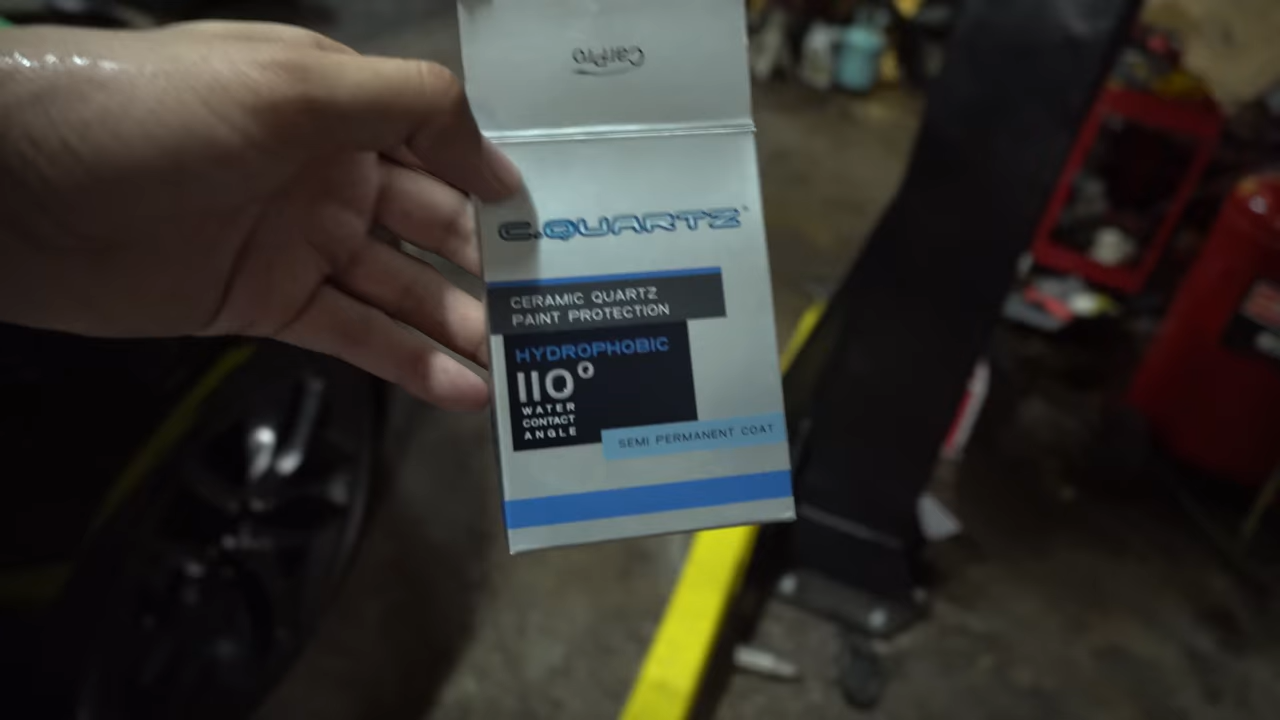 CarPro
C.QUARTZ
CERAMIC QUARTZ
PAINT PROTECTION
HYDROPHOBIC
110°
WATER
CONTACT
ANGLE
SEMI PERMANENT COAT